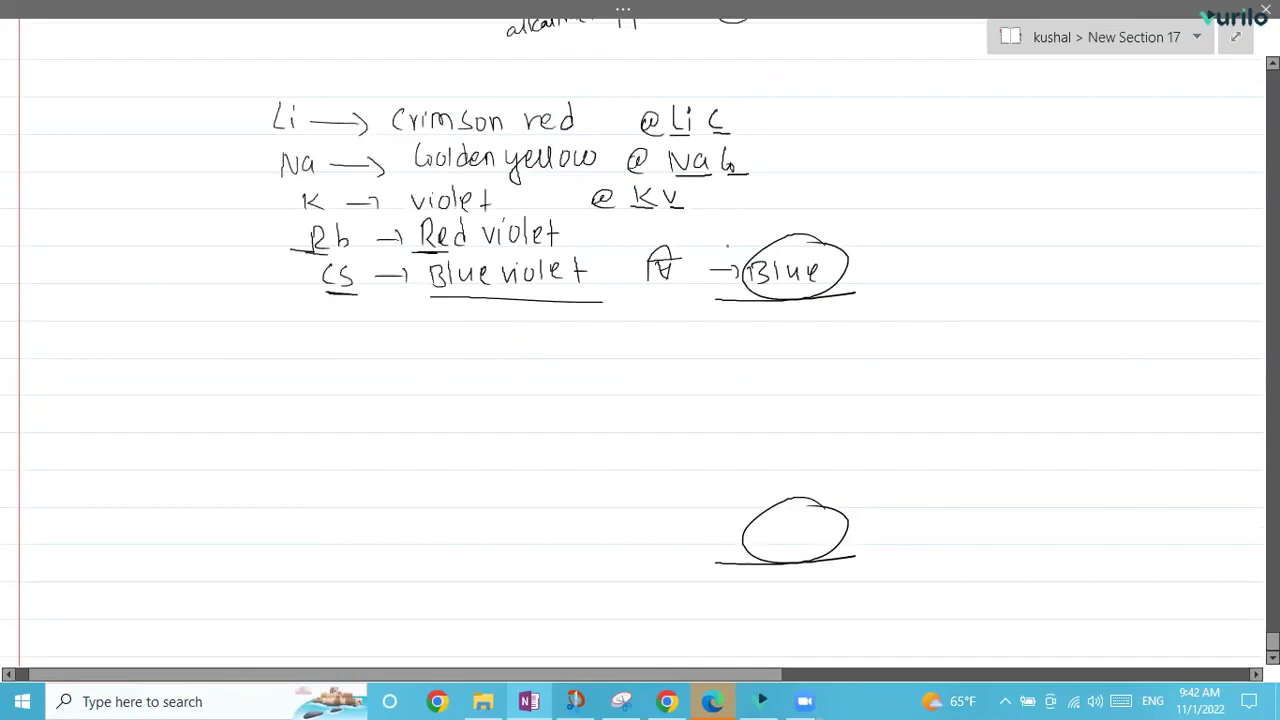 vurilo
kushal > New Section 17
Li → Crimson red @ Li C
Na → Golden yellow @ Na G
K → violet @ K V
Rb → Red violet
CS → Blue violet → Blue
Type here to search
65°F
ENG
9:42 AM
11/1/2022